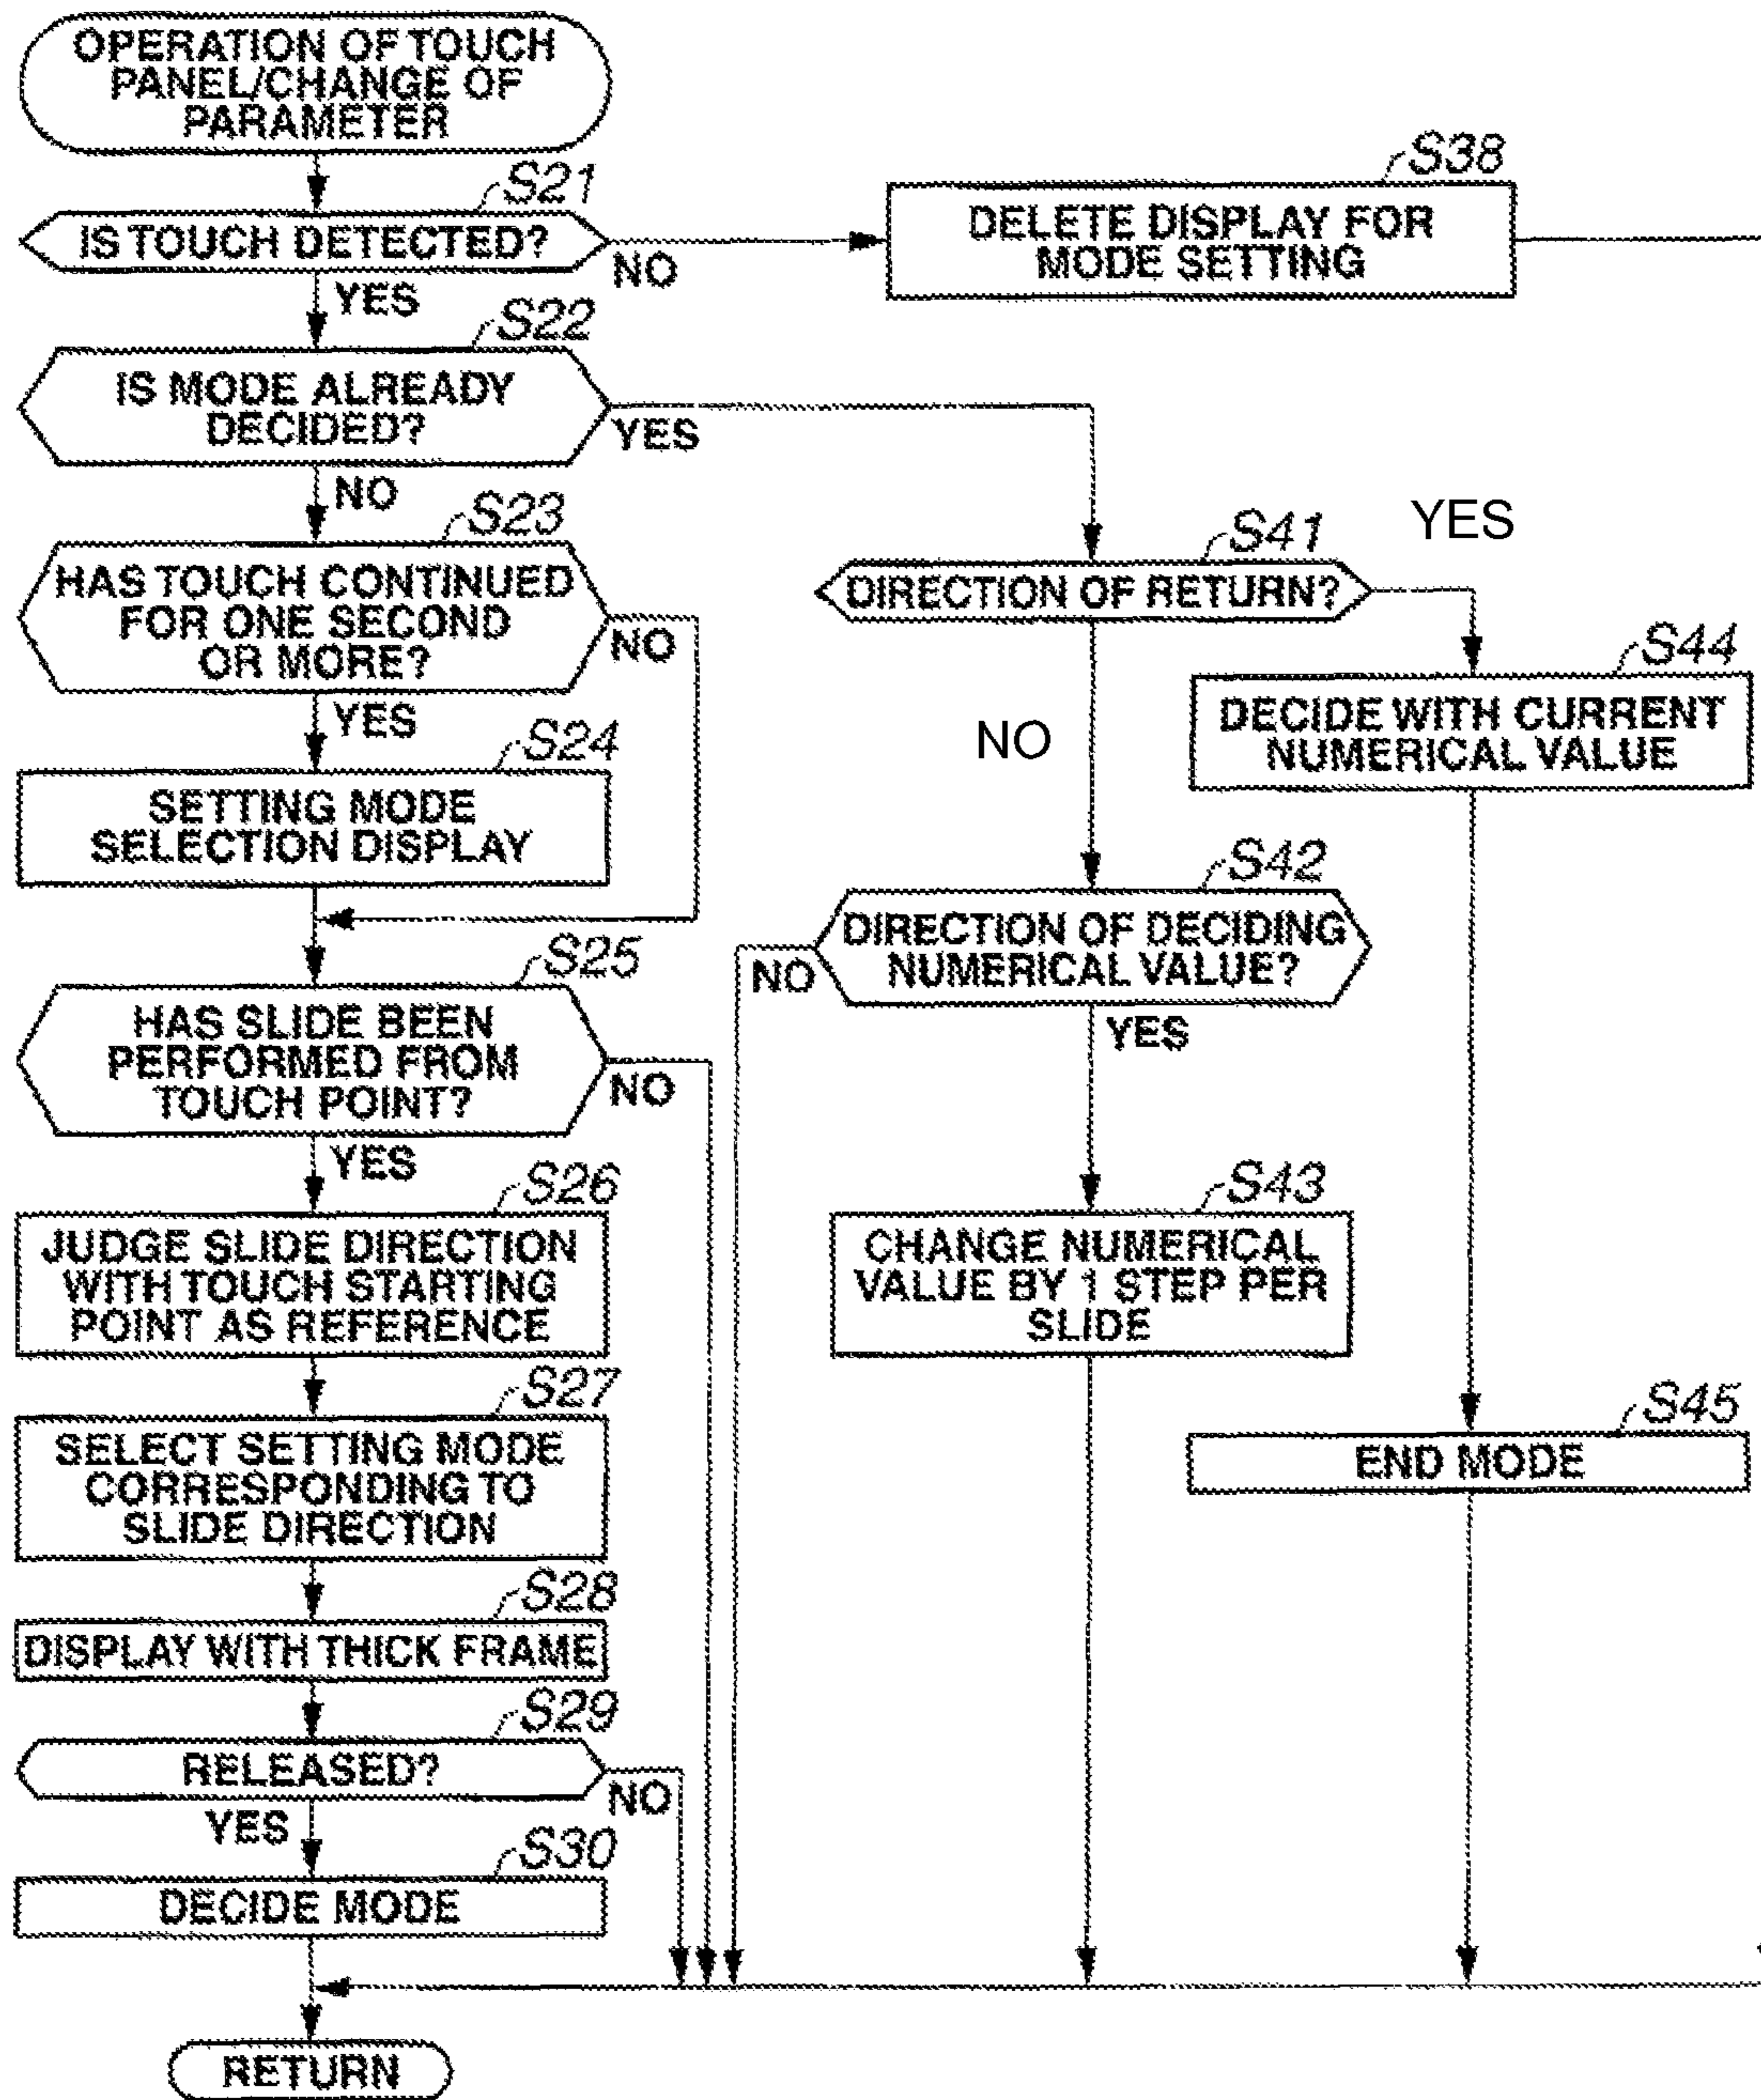 OPERATION OF TOUCH
PANEL/CHANGE OF
PARAMETER
S21
IS TOUCH DETECTED?
NO
YES
S38
DELETE DISPLAY FOR
MODE SETTING
S22
IS MODE ALREADY
DECIDED?
YES
NO
S23
HAS TOUCH CONTINUED
FOR ONE SECOND
OR MORE?
NO
YES
S24
SETTING MODE
SELECTION DISPLAY
S25
HAS SLIDE BEEN
PERFORMED FROM
TOUCH POINT?
NO
YES
S26
JUDGE SLIDE DIRECTION
WITH TOUCH STARTING
POINT AS REFERENCE
S27
SELECT SETTING MODE
CORRESPONDING TO
SLIDE DIRECTION
S28
DISPLAY WITH THICK FRAME
S29
RELEASED?
NO
YES
S30
DECIDE MODE
RETURN
S41
DIRECTION OF RETURN?
YES
NO
S42
DIRECTION OF DECIDING
NUMERICAL VALUE?
NO
YES
S43
CHANGE NUMERICAL
VALUE BY 1 STEP PER
SLIDE
S44
DECIDE WITH CURRENT
NUMERICAL VALUE
S45
END MODE